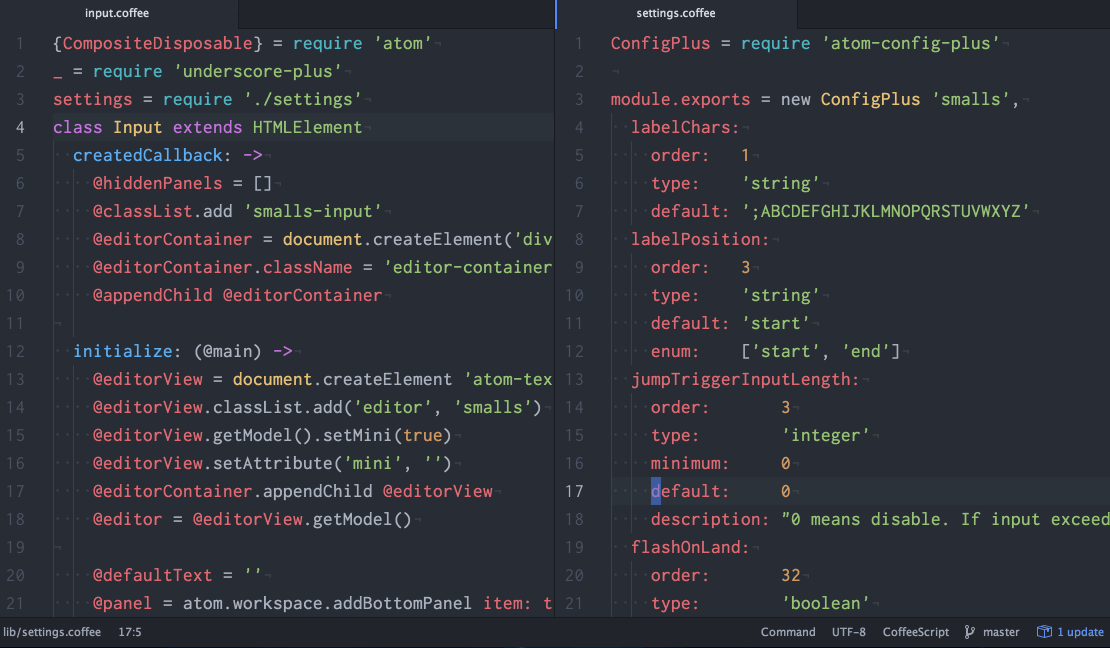 input.coffee
1 {CompositeDisposable} = require 'atom'
2 _ = require 'underscore-plus'
3 settings = require './settings'
4 class Input extends HTMLElement
5 createdCallback: ->
6 @hiddenPanels = []
7 @classList.add 'smalls-input'
8 @editorContainer = document.createElement('div
9 @editorContainer.className = 'editor-container
10 @appendChild @editorContainer
11
12 initialize: (@main) ->
13 @editorView = document.createElement 'atom-tex
14 @editorView.classList.add('editor', 'smalls')
15 @editorView.getModel().setMini(true)
16 @editorView.setAttribute('mini', '')
17 @editorContainer.appendChild @editorView
18 @editor = @editorView.getModel()
19
20 @defaultText = ''
21 @panel = atom.workspace.addBottomPanel item: t
settings.coffee
1 ConfigPlus = require 'atom-config-plus'
2
3 module.exports = new ConfigPlus 'smalls',
4 labelChars:
5 order: 1
6 type: 'string'
7 default: ';ABCDEFGHIJKLMNOPQRSTUVWXYZ'
8 labelPosition:
9 order: 3
10 type: 'string'
11 default: 'start'
12 enum: ['start', 'end']
13 jumpTriggerInputLength:
14 order: 3
15 type: 'integer'
16 minimum: 0
17 default: 0
18 description: "0 means disable. If input exceed
19 flashOnLand:
20 order: 32
21 type: 'boolean'
lib/settings.coffee 17:5 Command UTF-8 CoffeeScript master 1 update